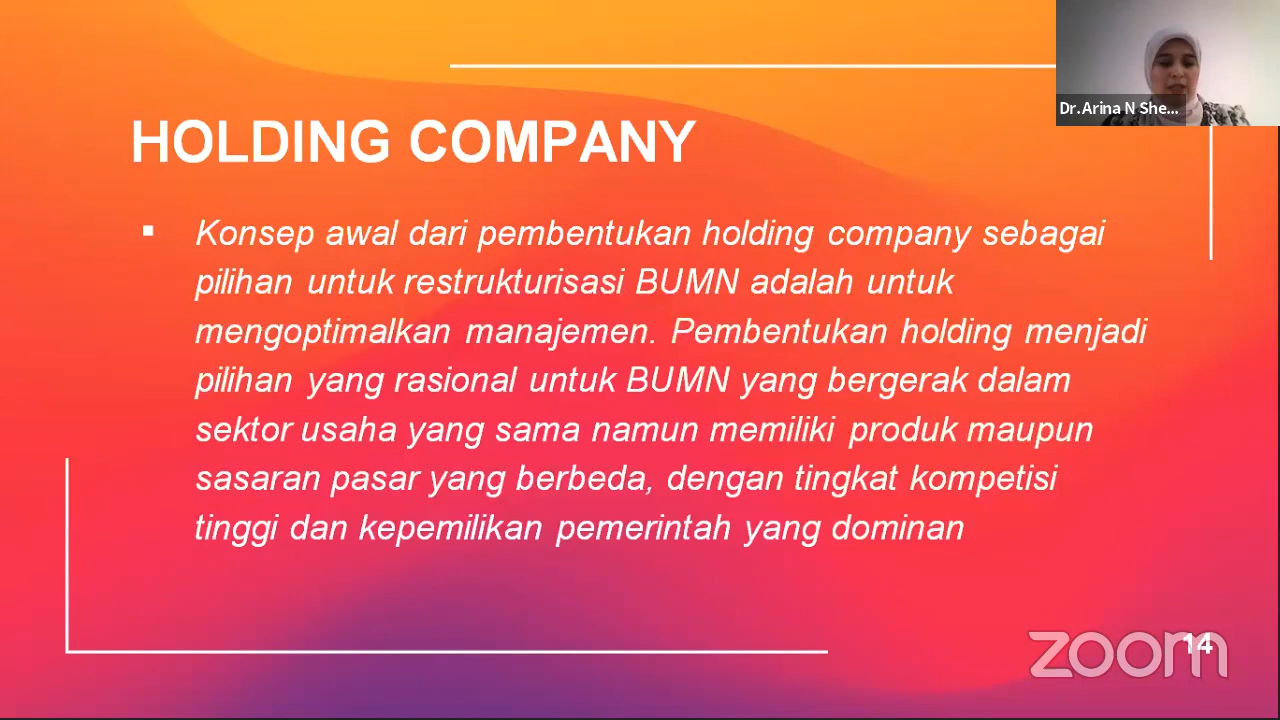 Dr.Arina N She...
HOLDING COMPANY
▪ Konsep awal dari pembentukan holding company sebagai
pilihan untuk restrukturisasi BUMN adalah untuk
mengoptimalkan manajemen. Pembentukan holding menjadi
pilihan yang rasional untuk BUMN yang bergerak dalam
sektor usaha yang sama namun memiliki produk maupun
sasaran pasar yang berbeda, dengan tingkat kompetisi
tinggi dan kepemilikan pemerintah yang dominan
14
zoom